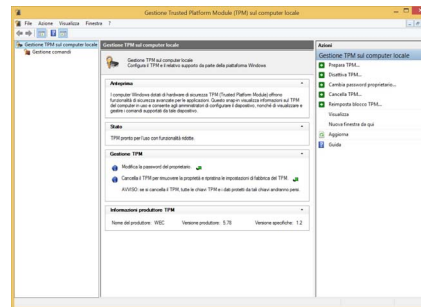 Gestione Trusted Platform Module (TPM) sul computer locale
File Azione Visualizza Finestra ?
Gestione TPM sul computer locale
Gestione comandi
Gestione TPM sul computer locale
Gestione TPM sul computer locale
Configura il TPM e il relativo supporto da parte della piattaforma Windows
Anteprima
I computer Windows dotati di hardware di sicurezza TPM (Trusted Platform Module) offrono
funzionalità di sicurezza avanzate per le applicazioni. Questo snap-in visualizza informazioni sul TPM
del computer in uso e consente agli amministratori di configurare il dispositivo, nonché di visualizzare e
gestire i comandi supportati da tale dispositivo.
Stato
TPM pronto per l'uso con funzionalità ridotte.
Gestione TPM
Modifica la password del proprietario.
Cancella il TPM per rimuovere la proprietà e ripristina le impostazioni di fabbrica del TPM.
AVVISO: se si cancella il TPM, tutte le chiavi TPM e i dati protetti da tali chiavi andranno persi.
Informazioni produttore TPM
Nome del produttore: WEC Versione produttore: 5.78 Versione specifiche: 1.2
Azioni
Gestione TPM sul computer locale
Prepara TPM...
Disattiva TPM...
Cambia password proprietario...
Cancella TPM...
Reimposta blocco TPM...
Visualizza
Nuova finestra da qui
Aggiorna
Guida